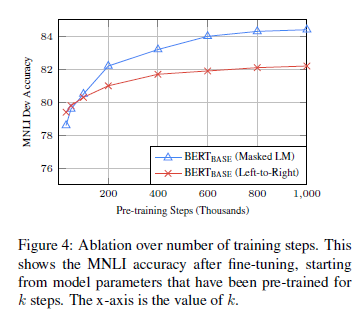 84
82
80
78
76
MNLI Dev Accuracy
BERTBASE (Masked LM)
BERTBASE (Left-to-Right)
200 400 600 800 1,000
Pre-training Steps (Thousands)
Figure 4: Ablation over number of training steps. This
shows the MNLI accuracy after fine-tuning, starting
from model parameters that have been pre-trained for
k steps. The x-axis is the value of k.